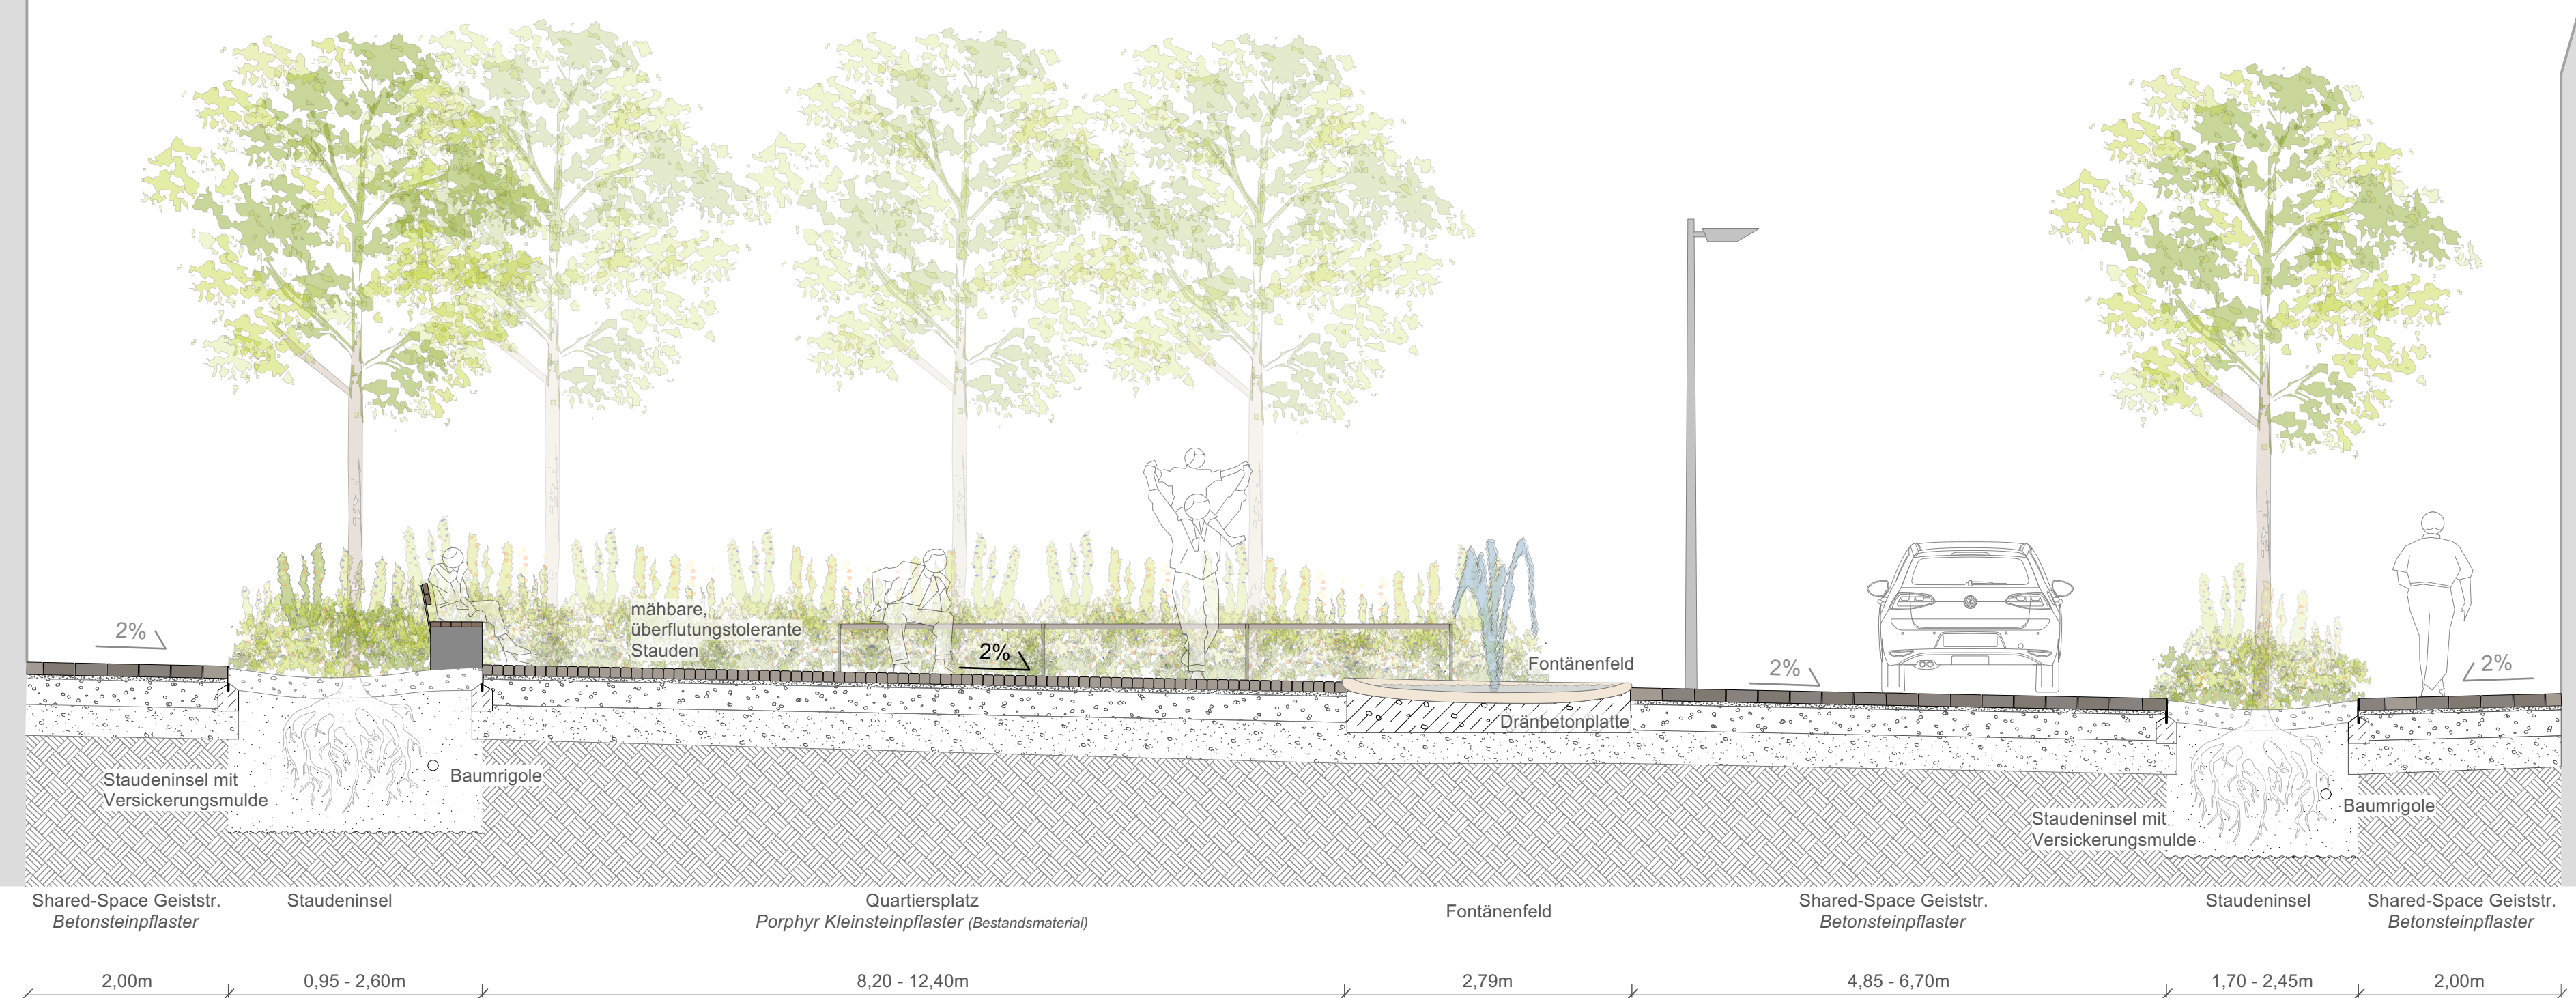 2%
mähbare,
überflutungstolerante
Stauden
2%
Fontänenfeld
2%
2%
Dränbetonplatte
Staudeninsel mit
Versickerungsmulde
Baumrigole
Staudeninsel mit
Versickerungsmulde
Baumrigole
Shared-Space Geiststr.
Betonsteinpflaster
Staudeninsel
Quartiersplatz
Porphyr Kleinsteinpflaster (Bestandsmaterial)
Fontänenfeld
Shared-Space Geiststr.
Betonsteinpflaster
Staudeninsel
Shared-Space Geiststr.
Betonsteinpflaster
2,00m
0,95 - 2,60m
8,20 - 12,40m
2,79m
4,85 - 6,70m
1,70 - 2,45m
2,00m